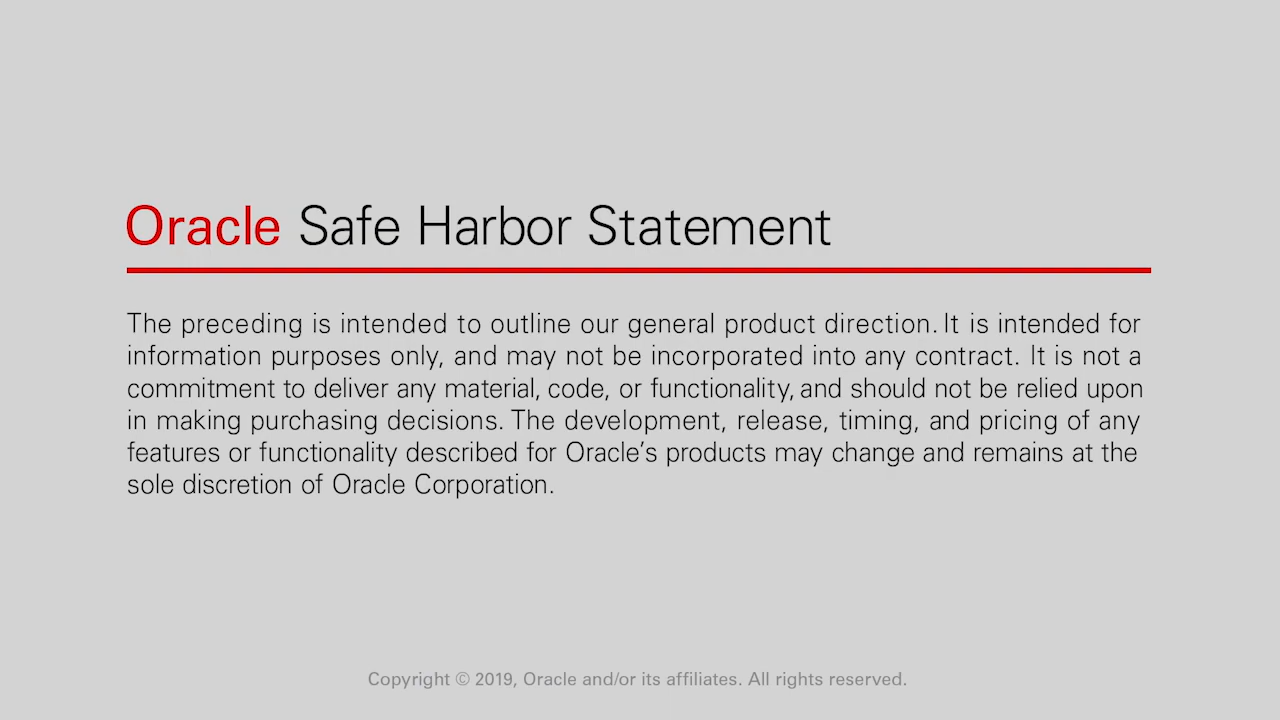 Oracle Safe Harbor Statement
The preceding is intended to outline our general product direction. It is intended for
information purposes only, and may not be incorporated into any contract. It is not a
commitment to deliver any material, code, or functionality, and should not be relied upon
in making purchasing decisions. The development, release, timing, and pricing of any
features or functionality described for Oracle’s products may change and remains at the
sole discretion of Oracle Corporation.
Copyright © 2019, Oracle and/or its affiliates. All rights reserved.